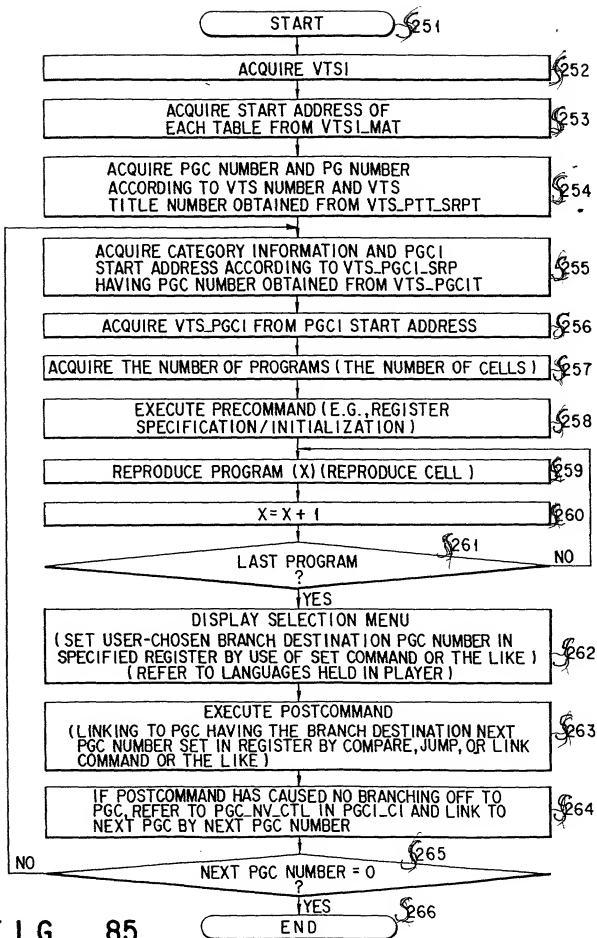 START
S251
ACQUIRE VTSI
S252
ACQUIRE START ADDRESS OF
EACH TABLE FROM VTSI_MAT
S253
ACQUIRE PGC NUMBER AND PG NUMBER
ACCORDING TO VTS NUMBER AND VTS
TITLE NUMBER OBTAINED FROM VTS_PTT_SRPT
S254
ACQUIRE CATEGORY INFORMATION AND PGCI
START ADDRESS ACCORDING TO VTS_PGCI_SRP
HAVING PGC NUMBER OBTAINED FROM VTS_PGCIT
S255
ACQUIRE VTS_PGCI FROM PGCI START ADDRESS
S256
ACQUIRE THE NUMBER OF PROGRAMS (THE NUMBER OF CELLS)
S257
EXECUTE PRECOMMAND (E.G., REGISTER
SPECIFICATION/INITIALIZATION)
S258
REPRODUCE PROGRAM (X) (REPRODUCE CELL)
S259
X=X+1
S260
S261
LAST PROGRAM
?
NO
YES
DISPLAY SELECTION MENU
(SET USER-CHOSEN BRANCH DESTINATION PGC NUMBER IN
SPECIFIED REGISTER BY USE OF SET COMMAND OR THE LIKE)
(REFER TO LANGUAGES HELD IN PLAYER)
S262
EXECUTE POSTCOMMAND
(LINKING TO PGC HAVING THE BRANCH DESTINATION NEXT
PGC NUMBER SET IN REGISTER BY COMPARE, JUMP, OR LINK
COMMAND OR THE LIKE)
S263
IF POSTCOMMAND HAS CAUSED NO BRANCHING OFF TO
PGC, REFER TO PGC_NV_CTL IN PGCI_CI AND LINK TO
NEXT PGC BY NEXT PGC NUMBER
S264
S265
NO
NEXT PGC NUMBER = 0
?
YES
S266
END
FIG. 85